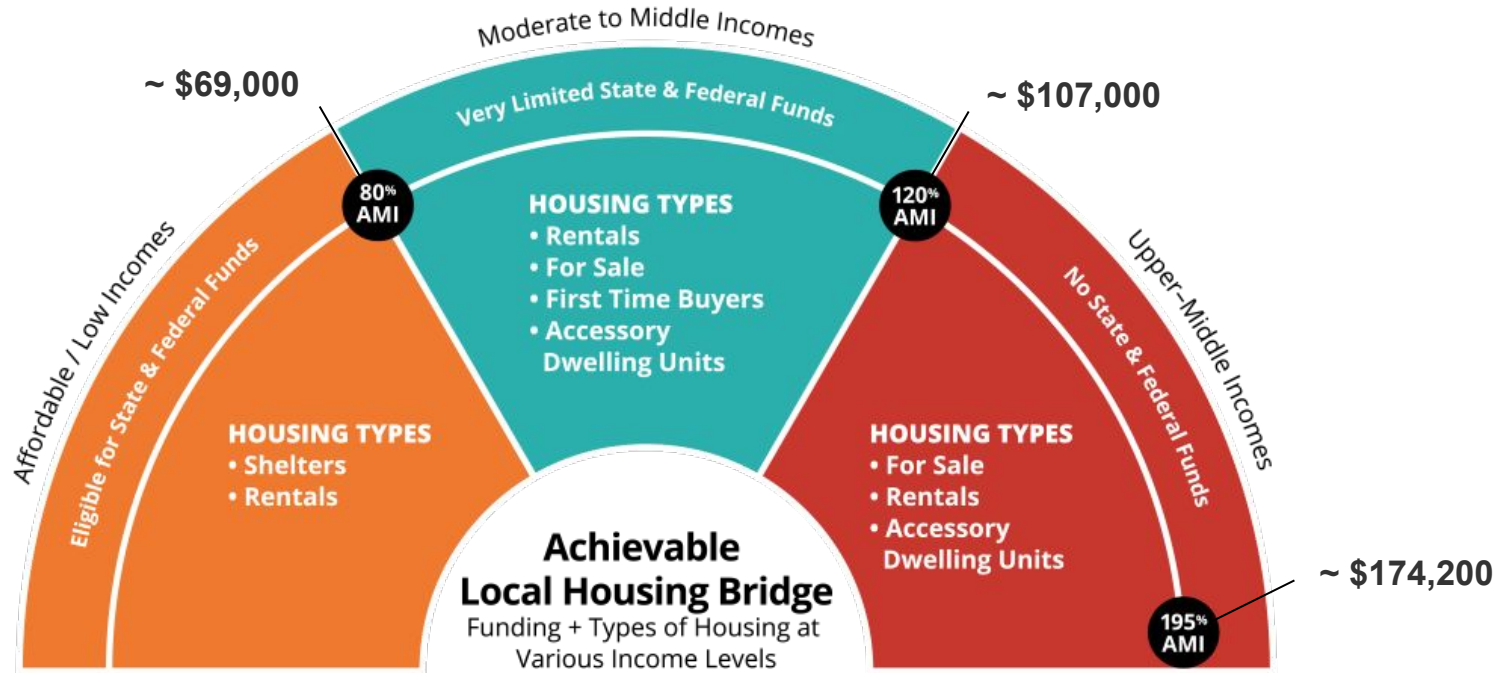 Moderate to Middle Incomes
~ $69,000
~ $107,000
Very Limited State & Federal Funds
80% AMI
120% AMI
HOUSING TYPES
• Rentals
• For Sale
• First Time Buyers
• Accessory
Dwelling Units
Affordable / Low Incomes
Eligible for State & Federal Funds
HOUSING TYPES
• Shelters
• Rentals
Upper–Middle Incomes
No State & Federal Funds
HOUSING TYPES
• For Sale
• Rentals
• Accessory
Dwelling Units
~ $174,200
195% AMI
Achievable
Local Housing Bridge
Funding + Types of Housing at
Various Income Levels